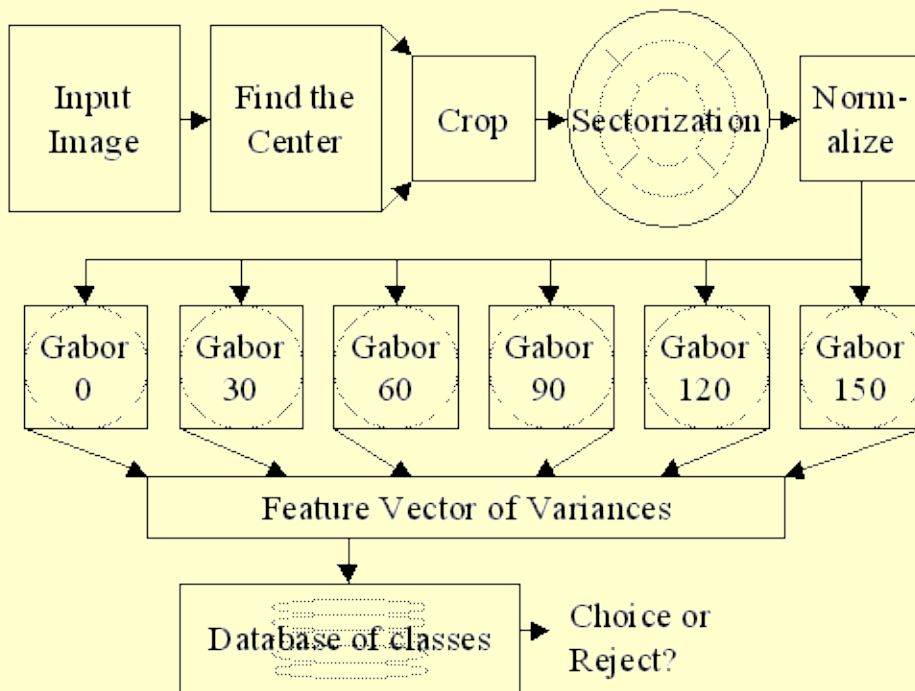 Input
Image
Find the
Center
Crop
Sectorization
Norm-
alize
Gabor
0
Gabor
30
Gabor
60
Gabor
90
Gabor
120
Gabor
150
Feature Vector of Variances
Database of classes
Choice or
Reject?